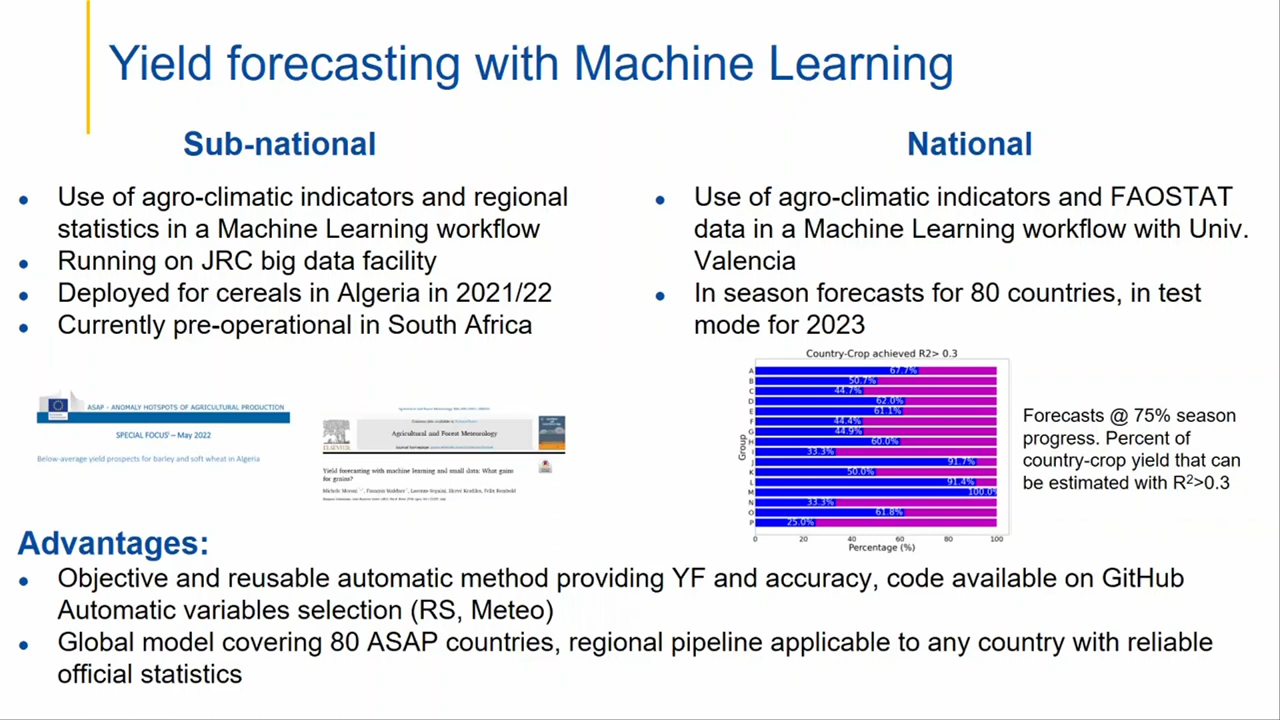 Yield forecasting with Machine Learning
Sub-national
• Use of agro-climatic indicators and regional
statistics in a Machine Learning workflow
• Running on JRC big data facility
• Deployed for cereals in Algeria in 2021/22
• Currently pre-operational in South Africa
National
• Use of agro-climatic indicators and FAOSTAT
data in a Machine Learning workflow with Univ.
Valencia
• In season forecasts for 80 countries, in test
mode for 2023
ASAP - ANOMALY HOTSPOTS OF AGRICULTURAL PRODUCTION
SPECIAL FOCUS¹ – May 2022
Below-average yield prospects for barley and soft wheat in Algeria
Agricultural and Forest Meteorology
ELSEVIER
Yield forecasting with machine learning and small data: What gains
for grains?
Country-Crop achieved R2> 0.3
Group
A 67.7%
B 50.7%
C 44.7%
D 62.0%
E 61.1%
F 44.4%
G 44.9%
H 60.0%
I 33.3%
J 91.7%
K 50.0%
L 91.4%
M 100.0%
N 33.3%
O 61.8%
P 25.0%
0 20 40 60 80 100
Percentage (%)
Forecasts @ 75% season
progress. Percent of
country-crop yield that can
be estimated with R²>0.3
Advantages:
• Objective and reusable automatic method providing YF and accuracy, code available on GitHub
Automatic variables selection (RS, Meteo)
• Global model covering 80 ASAP countries, regional pipeline applicable to any country with reliable
official statistics